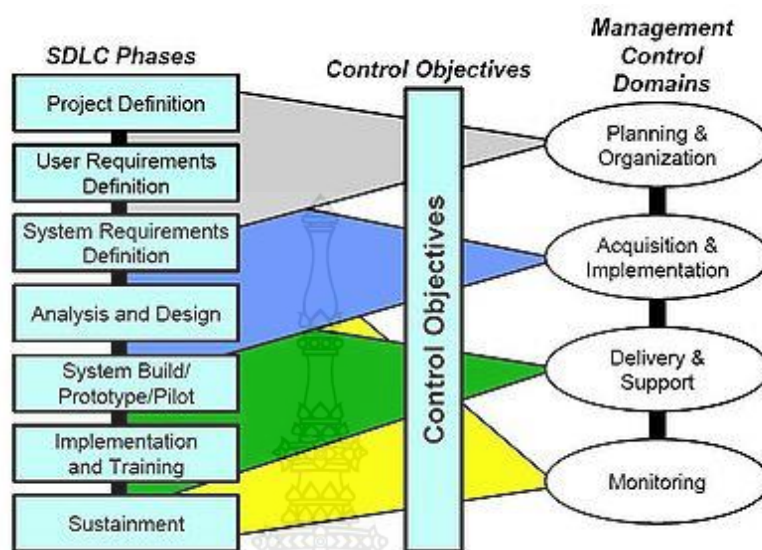 SDLC Phases
Project Definition
User Requirements
Definition
System Requirements
Definition
Analysis and Design
System Build/
Prototype/Pilot
Implementation
and Training
Sustainment
Control Objectives
Control Objectives
Management
Control
Domains
Planning &
Organization
Acquisition &
Implementation
Delivery &
Support
Monitoring